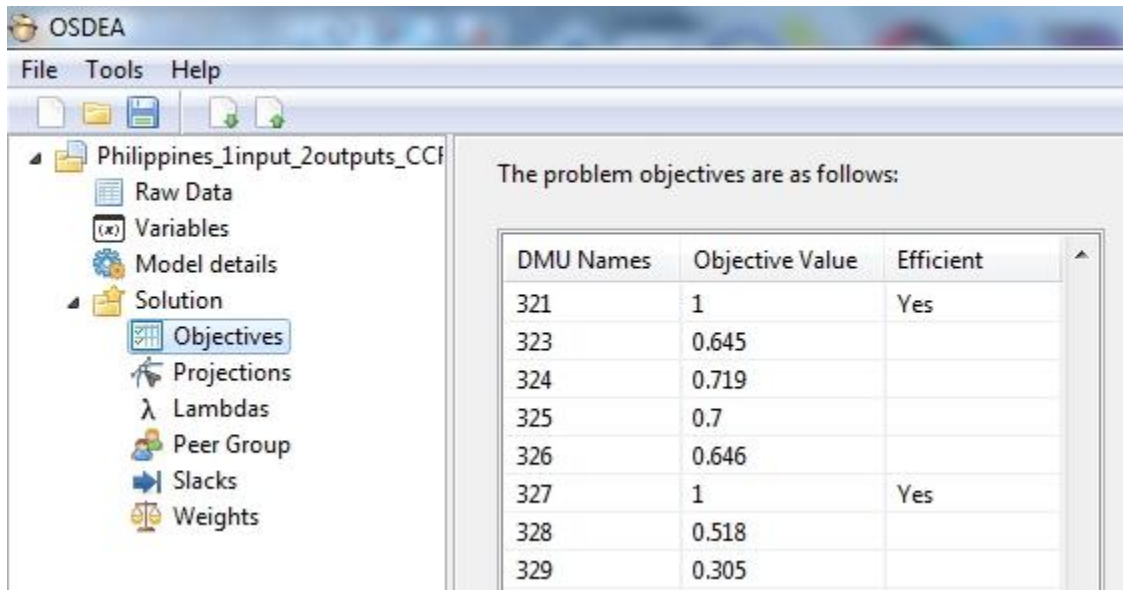 OSDEA
File Tools Help
Philippines_1input_2outputs_CCF
Raw Data
(x) Variables
Model details
Solution
Objectives
Projections
λ Lambdas
Peer Group
Slacks
Weights
The problem objectives are as follows:
DMU Names Objective Value Efficient
321 1 Yes
323 0.645
324 0.719
325 0.7
326 0.646
327 1 Yes
328 0.518
329 0.305